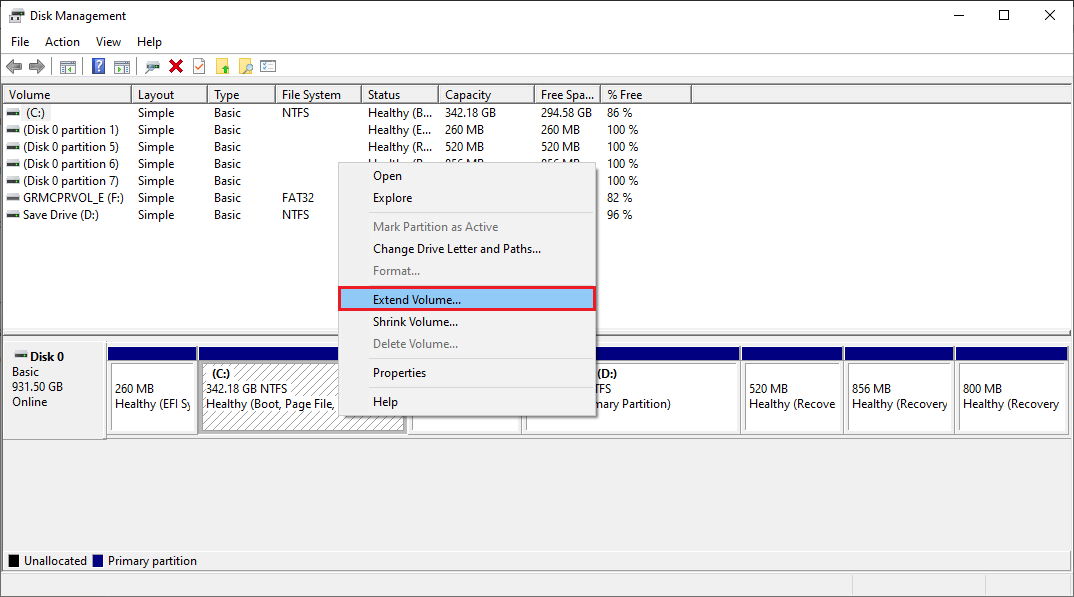 Disk Management
File Action View Help
Volume Layout Type File System Status Capacity Free Spa... % Free
(C:) Simple Basic NTFS Healthy (B... 342.18 GB 294.58 GB 86 %
(Disk 0 partition 1) Simple Basic Healthy (E... 260 MB 260 MB 100 %
(Disk 0 partition 5) Simple Basic Healthy (R... 520 MB 520 MB 100 %
(Disk 0 partition 6) Simple Basic Healthy (R... 856 MB 856 MB 100 %
(Disk 0 partition 7) Simple Basic 100 %
GRMCPRVOL_E (F:) Simple Basic FAT32 82 %
Save Drive (D:) Simple Basic NTFS 96 %
Open
Explore
Mark Partition as Active
Change Drive Letter and Paths...
Format...
Extend Volume...
Shrink Volume...
Delete Volume...
Properties
Help
Disk 0
Basic
931.50 GB
Online
260 MB
Healthy (EFI Sy
(C:)
342.18 GB NTFS
Healthy (Boot, Page File,
(D:)
TFS
mary Partition)
520 MB
Healthy (Recove
856 MB
Healthy (Recovery
800 MB
Healthy (Recovery
Unallocated Primary partition